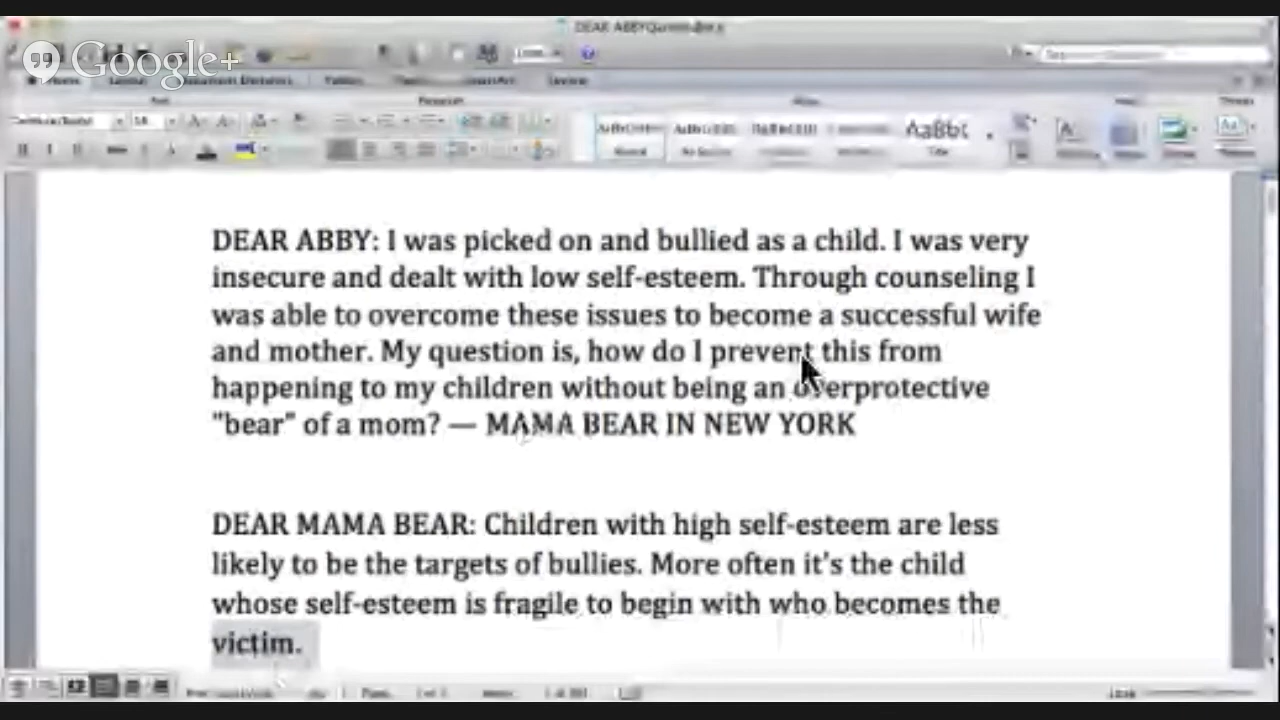 DEAR ABBYQuestion
Google+
AaBbC
Title
DEAR ABBY: I was picked on and bullied as a child. I was very
insecure and dealt with low self-esteem. Through counseling I
was able to overcome these issues to become a successful wife
and mother. My question is, how do I prevent this from
happening to my children without being an overprotective
"bear" of a mom? — MAMA BEAR IN NEW YORK
DEAR MAMA BEAR: Children with high self-esteem are less
likely to be the targets of bullies. More often it's the child
whose self-esteem is fragile to begin with who becomes the
victim.